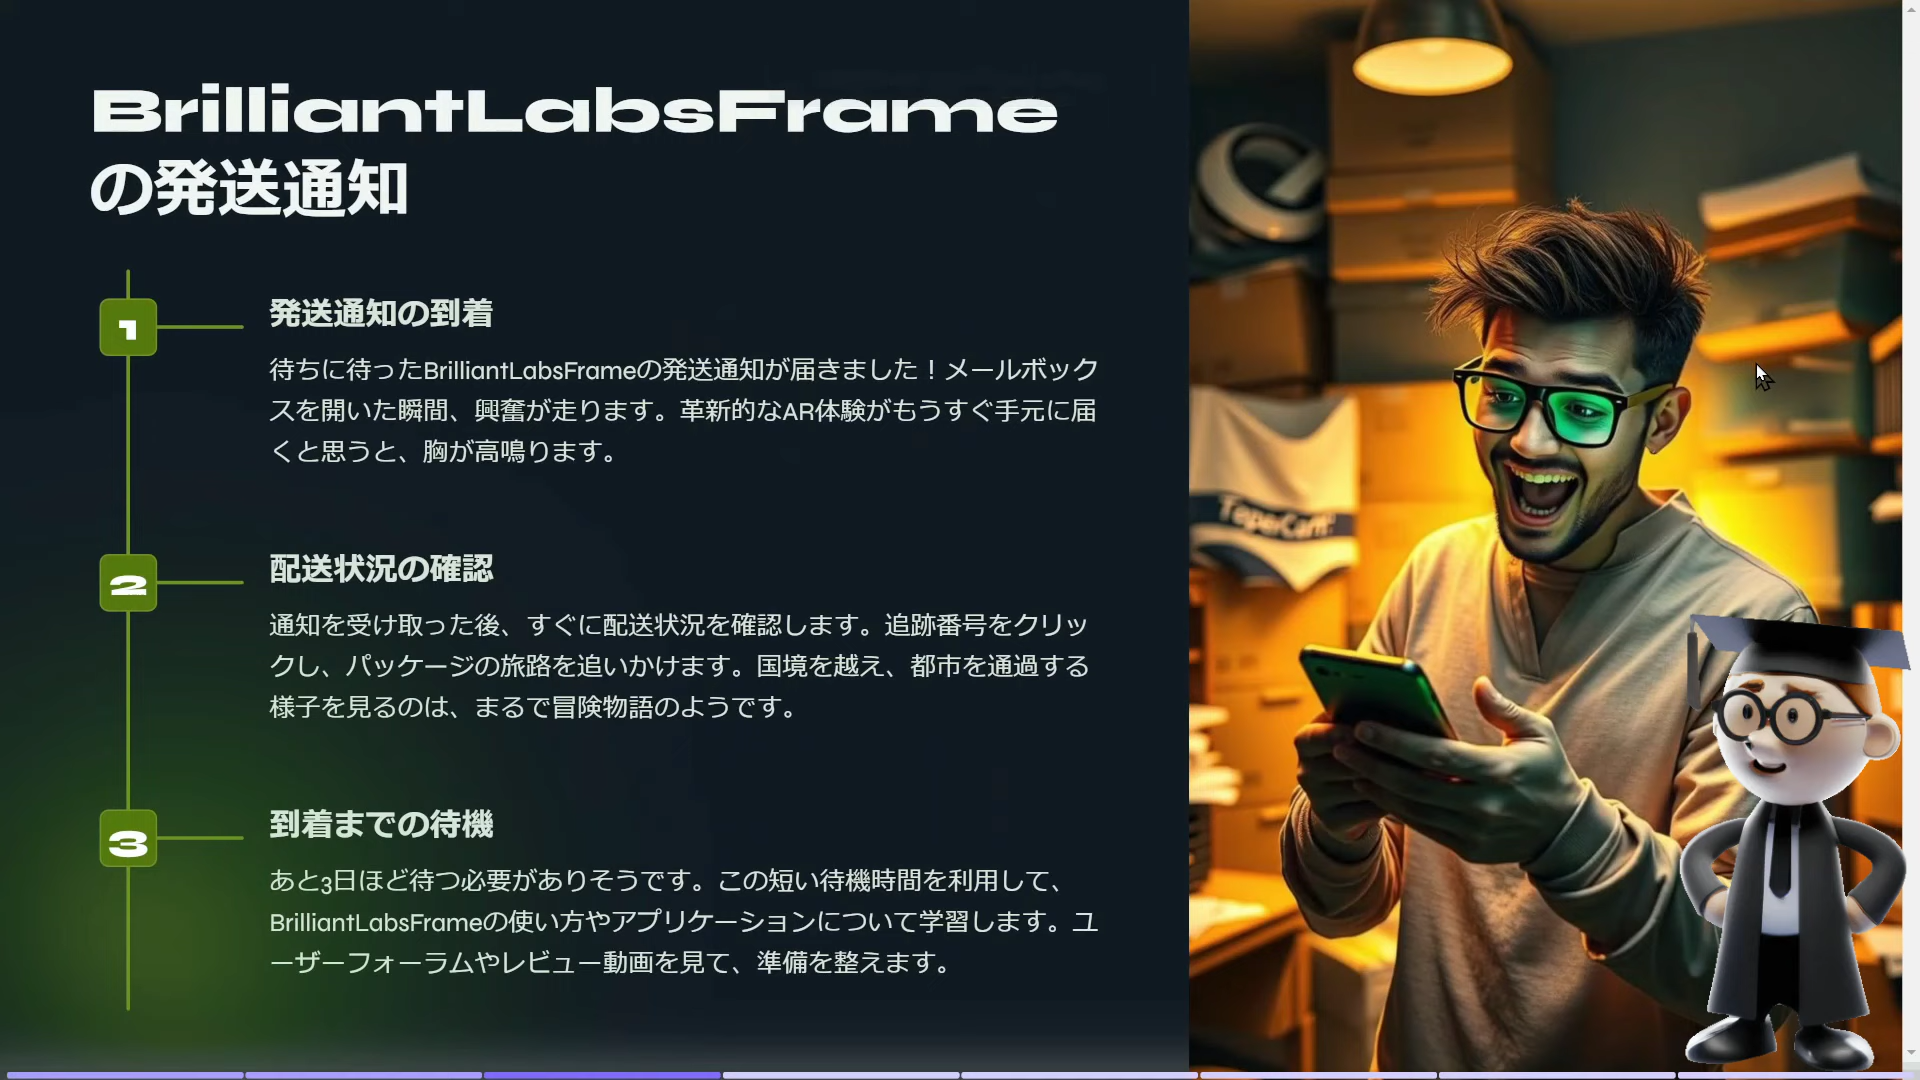 BrilliantLabsFrame
の発送通知
1
発送通知の到着
待ちに待ったBrilliantLabsFrameの発送通知が届きました！メールボック
スを開いた瞬間、興奮が走ります。革新的なAR体験がもうすぐ手元に届
くと思うと、胸が高鳴ります。
2
配送状況の確認
通知を受け取った後、すぐに配送状況を確認します。追跡番号をクリッ
クし、パッケージの旅路を追いかけます。国境を越え、都市を通過する
様子を見るのは、まるで冒険物語のようです。
3
到着までの待機
あと3日ほど待つ必要がありそうです。この短い待機時間を利用して、
BrilliantLabsFrameの使い方やアプリケーションについて学習します。ユ
ーザーフォーラムやレビュー動画を見て、準備を整えます。